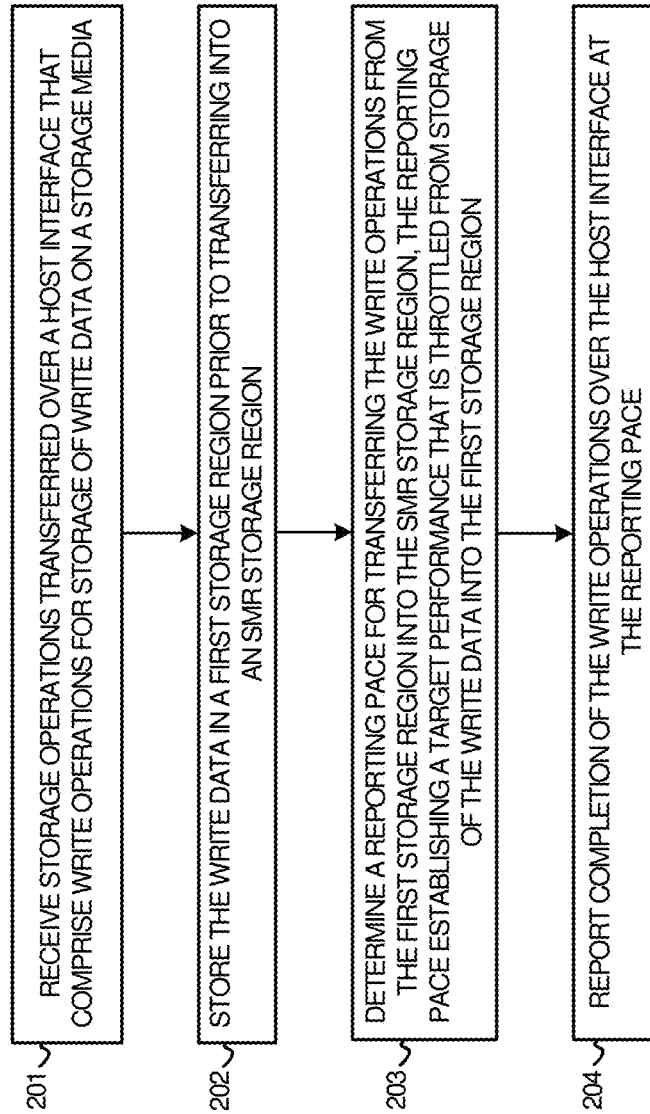 201
RECEIVE STORAGE OPERATIONS TRANSFERRED OVER A HOST INTERFACE THAT
COMPRISE WRITE OPERATIONS FOR STORAGE OF WRITE DATA ON A STORAGE MEDIA
202
STORE THE WRITE DATA IN A FIRST STORAGE REGION PRIOR TO TRANSFERRING INTO
AN SMR STORAGE REGION
203
DETERMINE A REPORTING PACE FOR TRANSFERRING THE WRITE OPERATIONS FROM
THE FIRST STORAGE REGION INTO THE SMR STORAGE REGION, THE REPORTING
PACE ESTABLISHING A TARGET PERFORMANCE THAT IS THROTTLED FROM STORAGE
OF THE WRITE DATA INTO THE FIRST STORAGE REGION
204
REPORT COMPLETION OF THE WRITE OPERATIONS OVER THE HOST INTERFACE AT
THE REPORTING PACE